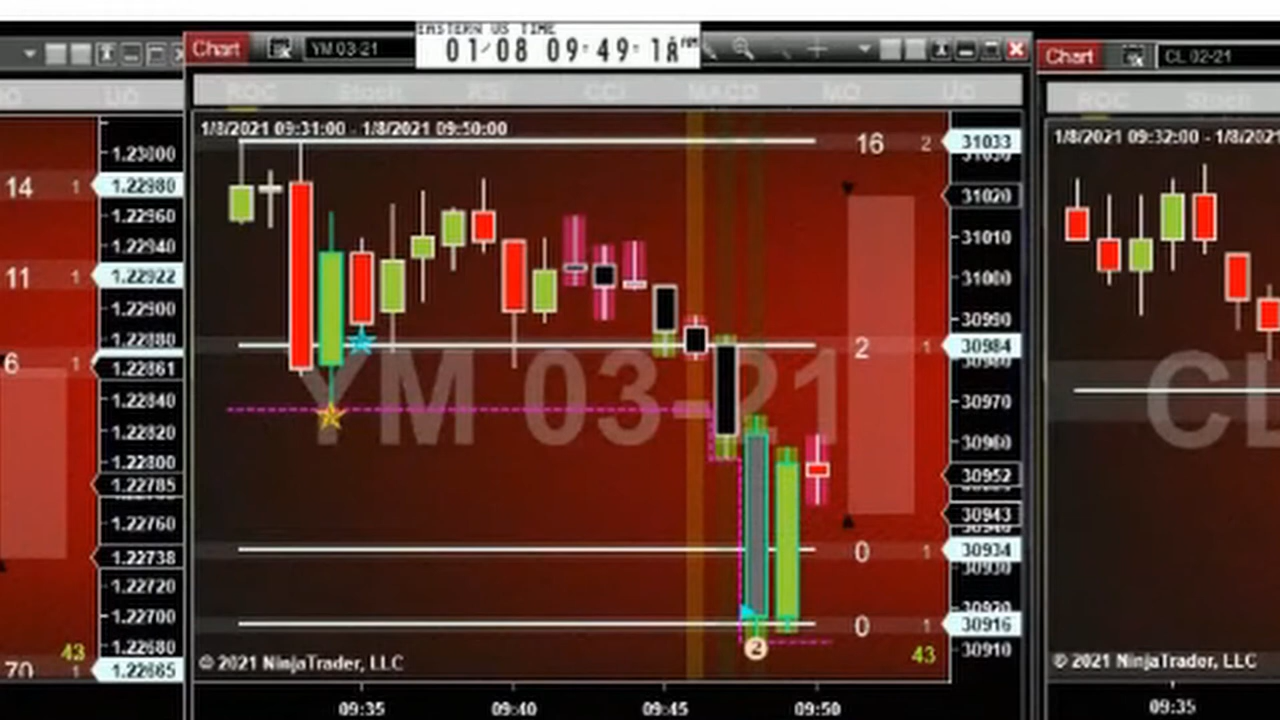 EASTERN US TIME
01/08 09:49:18 AM
Chart
YM 03-21
Chart
CL 02-21
UO
ROC Stoch RSI CCI MACD MO UO
ROC Stoch
1/8/2021 09:31:00 - 1/8/2021 09:50:00
1/8/2021 09:32:00 - 1/8/2021
1.23000
14 1 1.22980
1.22960
1.22940
11 1 1.22922
1.22900
1.22880
6 1 1.22861
1.22840
1.22820
1.22800
1.22785
1.22760
1.22738
1.22720
1.22700
1.22680
43
70 1 1.22665
16 2 31033
31020
31010
31000
30990
2 1 30984
30970
30960
30952
30943
0 1 30934
30930
0 1 30916
30910
43
YM 03-21
CL
2
© 2021 NinjaTrader, LLC
© 2021 NinjaTrader, LLC
09:35 09:40 09:45 09:50
09:35